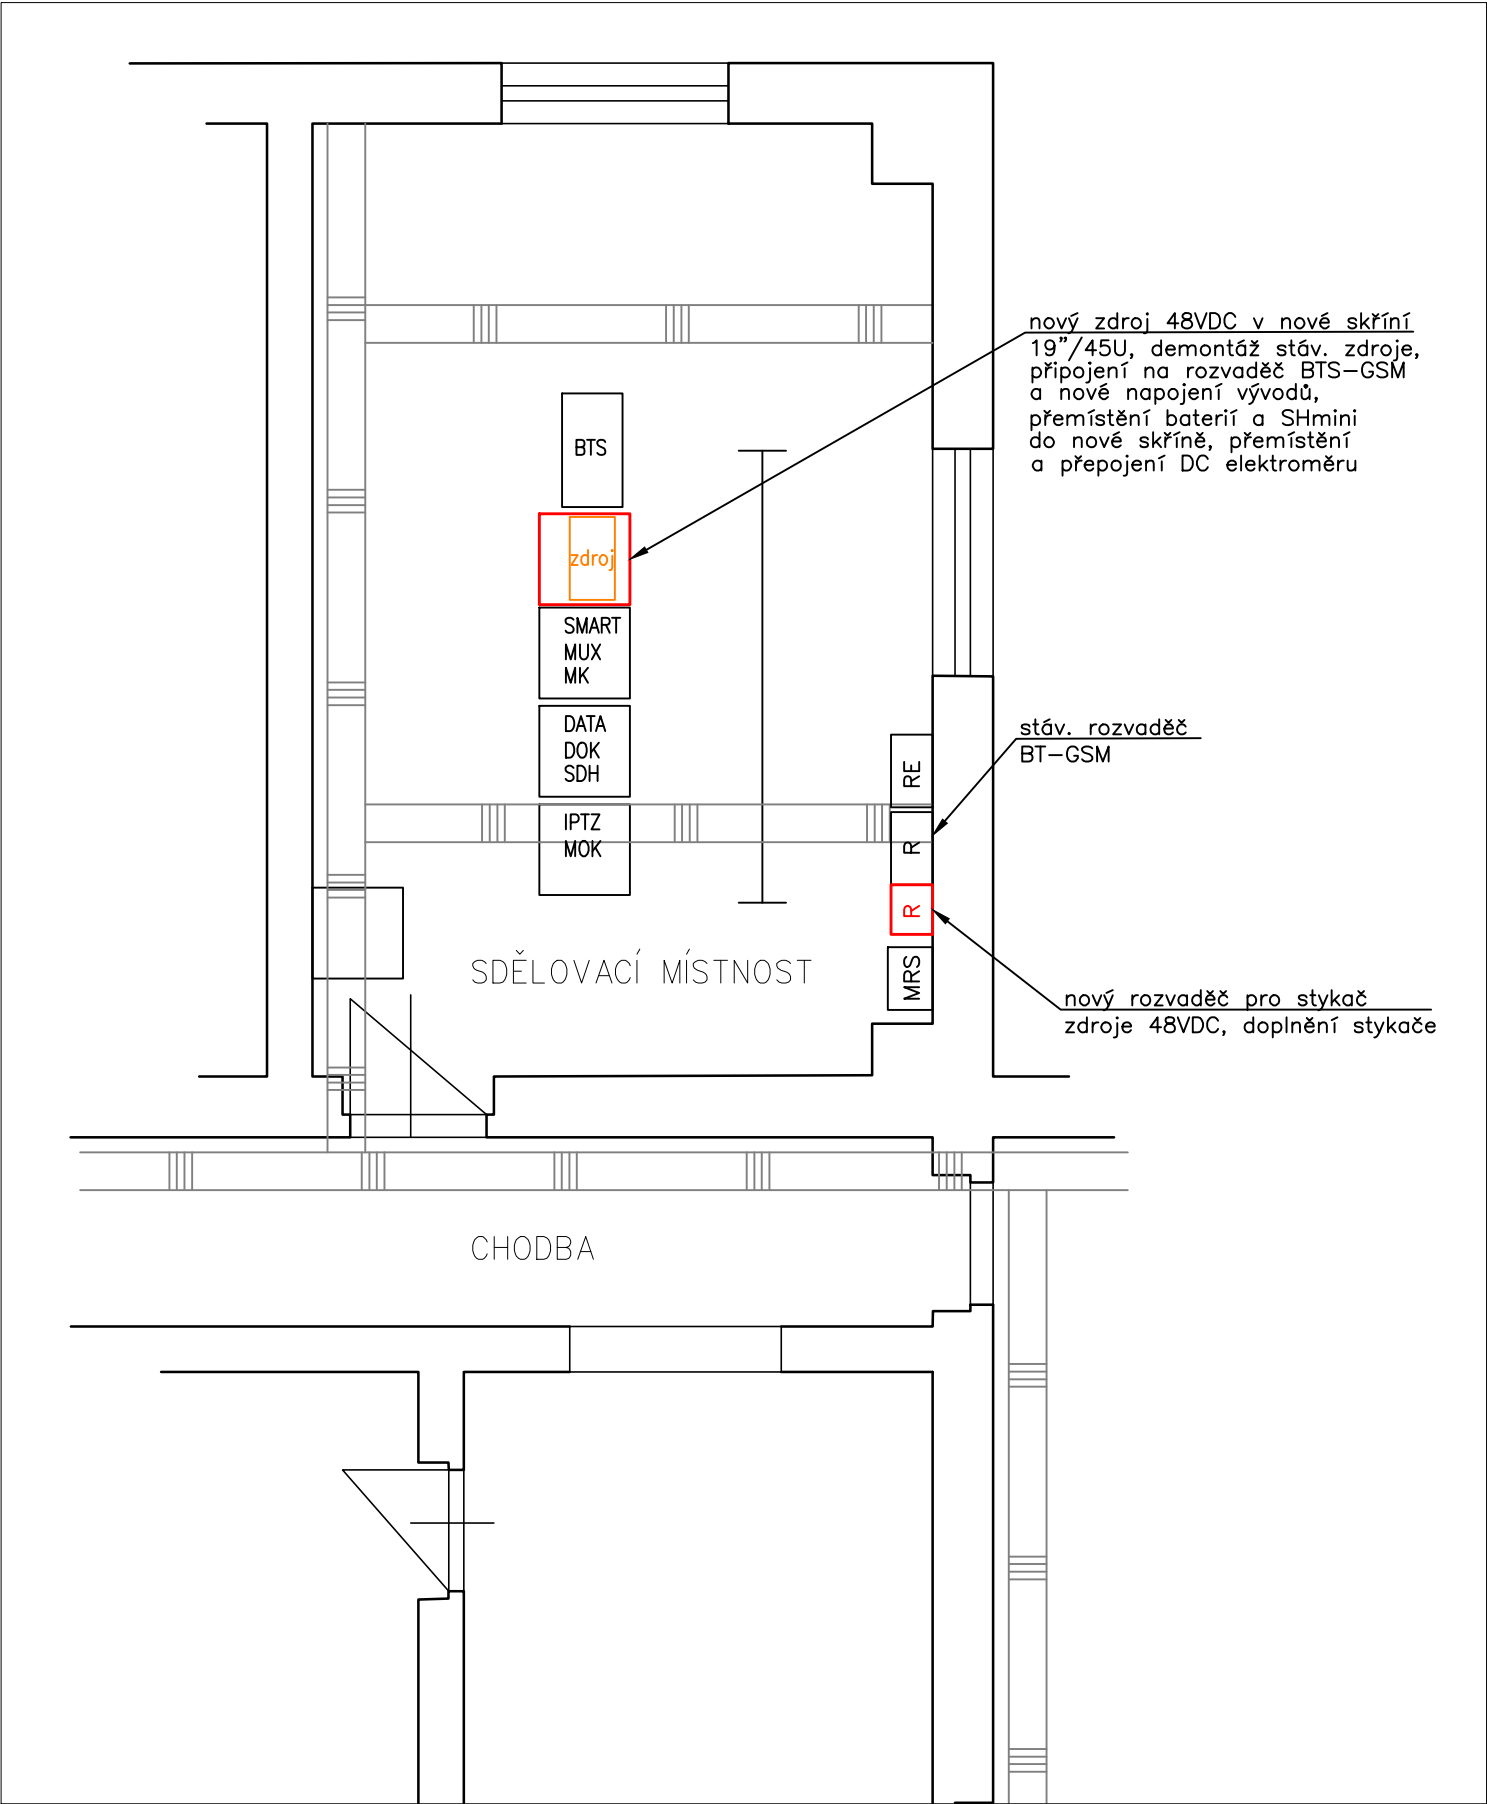 nový zdroj 48VDC v nové skříní
19"/45U, demontáž stáv. zdroje,
připojení na rozvaděč BTS-GSM
a nové napojení vývodů,
přemístění baterií a SHmini
do nové skříně, přemístění
a přepojení DC elektroměru
BTS
zdroj
SMART
MUX
MK
DATA
DOK
SDH
IPTZ
MOK
stáv. rozvaděč
BT-GSM
RE
R
R
MRS
SDĚLOVACÍ MÍSTNOST
nový rozvaděč pro stykač
zdroje 48VDC, doplnění stykače
CHODBA